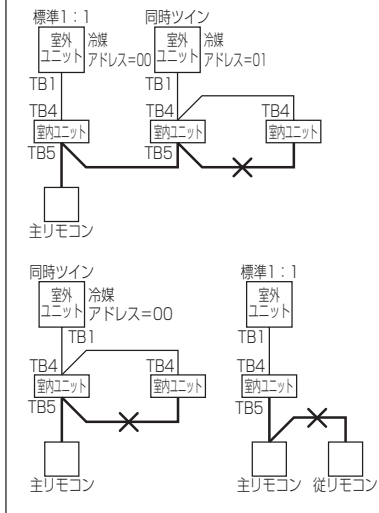 標準1：1
同時ツイン
室外
ユニット
冷媒
アドレス=00
室外
ユニット
冷媒
アドレス=01
TB1
TB1
TB4
TB4
TB4
室内ユニット
室内ユニット
室内ユニット
TB5
TB5
主リモコン
同時ツイン
標準1：1
室外
ユニット
冷媒
アドレス=00
室外
ユニット
TB1
TB1
TB4
TB4
TB4
室内ユニット
室内ユニット
室内ユニット
TB5
TB5
主リモコン
主リモコン
従リモコン